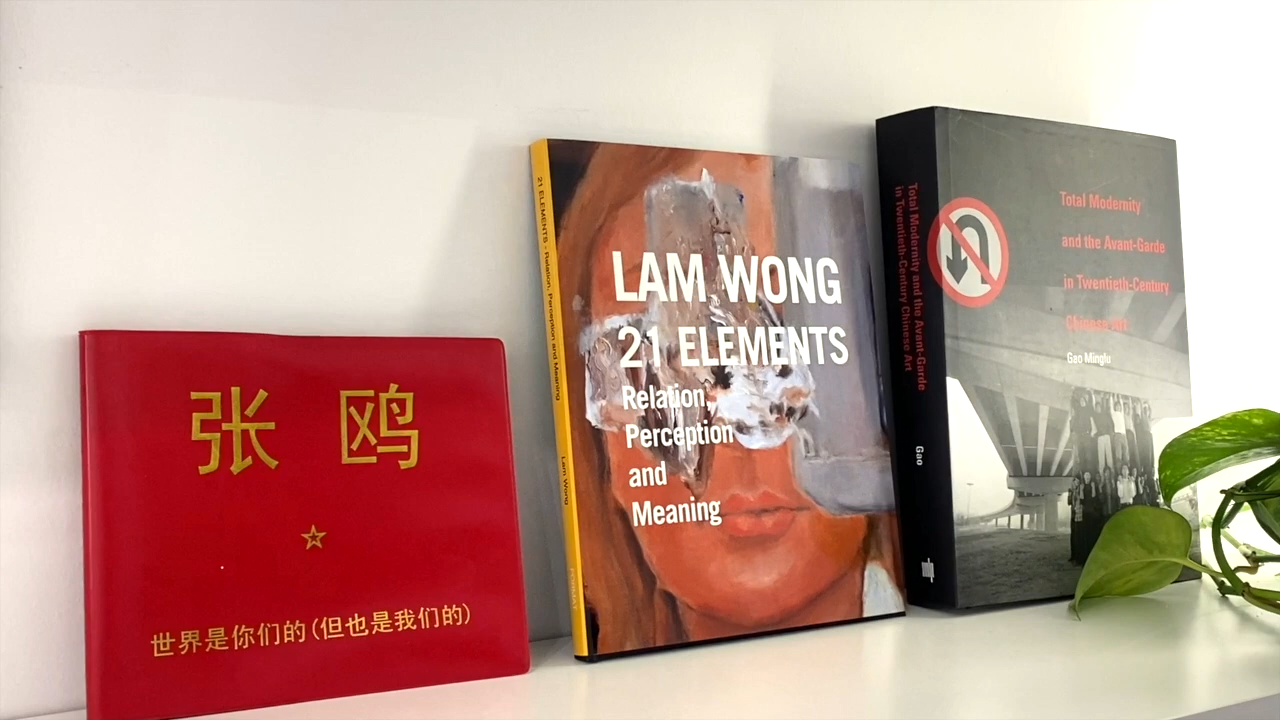 张 鸥
世界是你们的(但也是我们的)
21 ELEMENTS - Relation, Perception and Meaning
Lam Wong
LAM WONG
21 ELEMENTS
Relation,
Perception
and
Meaning
Total Modernity and the Avant-Garde
in Twentieth-Century Chinese Art
Gao
Total Modernity
and the Avant-Garde
in Twentieth-Century
Chinese Art
Gao Minglu